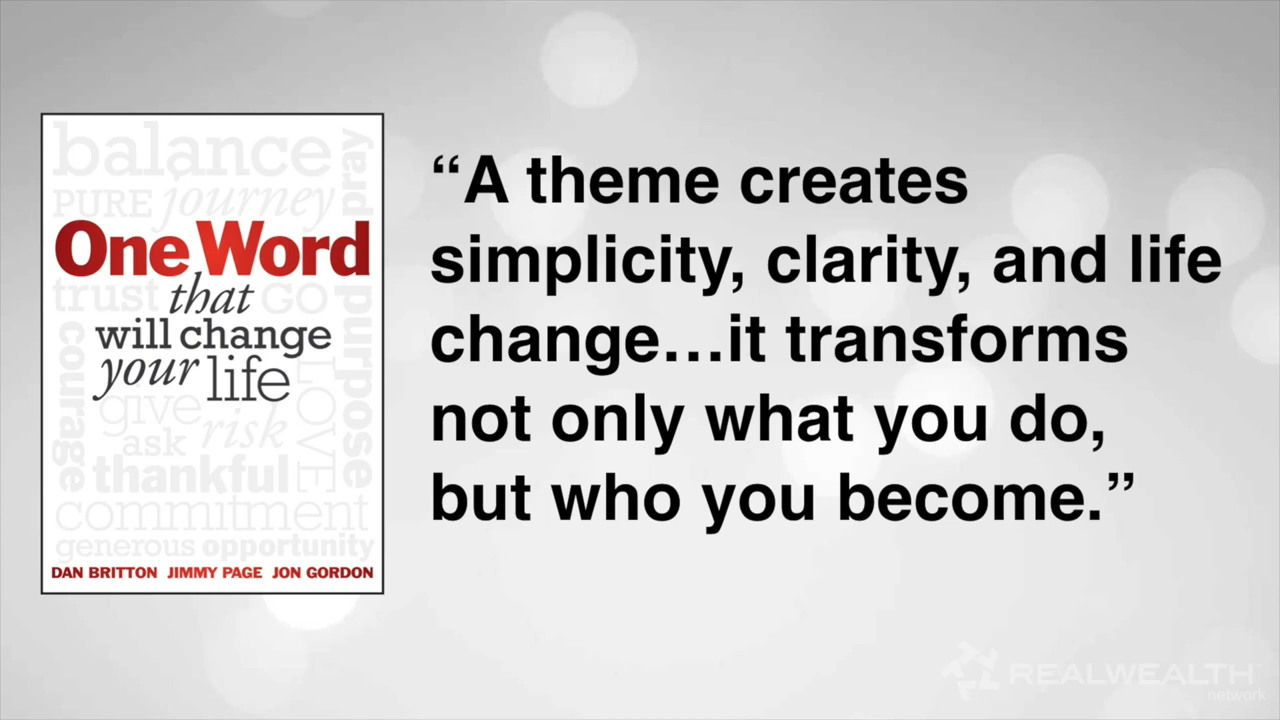 balance
PURE journey pray
One Word
trust that GO
will change
your life
courage purpose
give LOVE
ask risk
thankful
commitment
generous opportunity
DAN BRITTON JIMMY PAGE JON GORDON
“A theme creates
simplicity, clarity, and life
change…it transforms
not only what you do,
but who you become.”
REALWEALTH
network